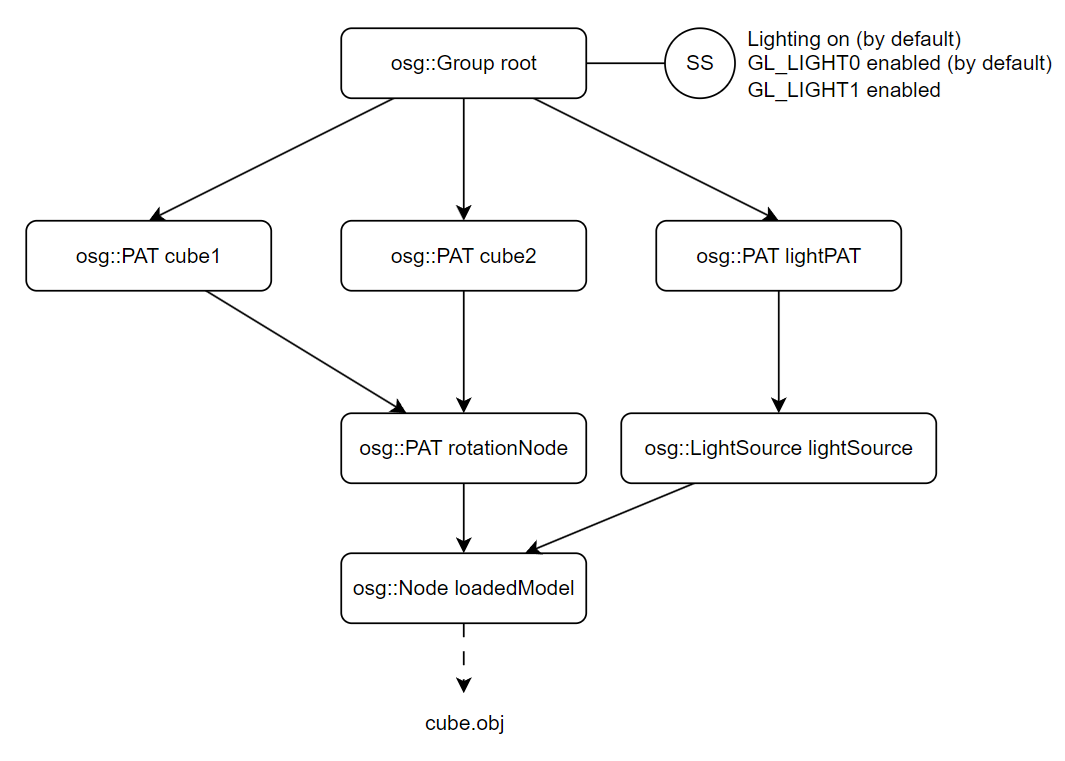 osg::Group root
SS
Lighting on (by default)
GL_LIGHT0 enabled (by default)
GL_LIGHT1 enabled
osg::PAT cube1
osg::PAT cube2
osg::PAT lightPAT
osg::PAT rotationNode
osg::LightSource lightSource
osg::Node loadedModel
cube.obj